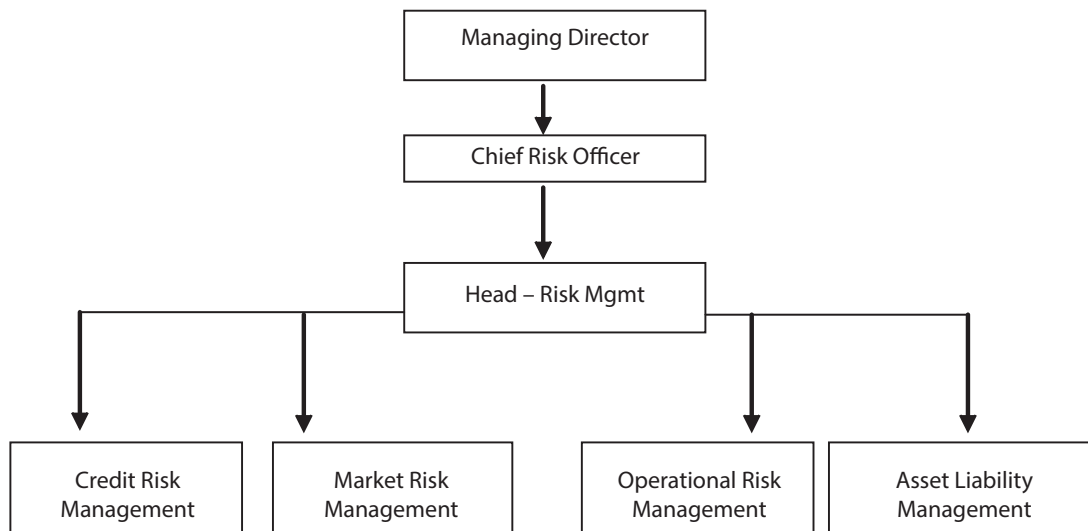 Managing Director
Chief Risk Officer
Head – Risk Mgmt
Credit Risk
Management
Market Risk
Management
Operational Risk
Management
Asset Liability
Management